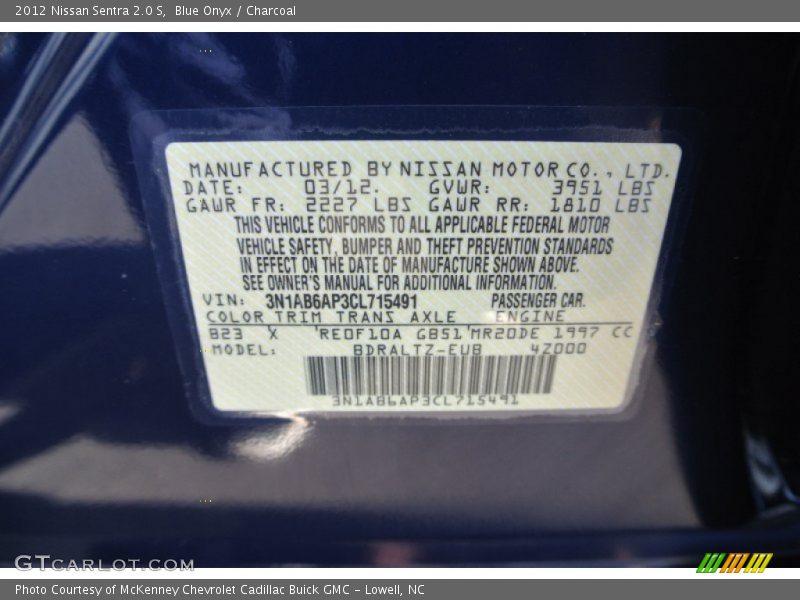 2012 Nissan Sentra 2.0 S,  Blue Onyx / Charcoal
MANUFACTURED BY NISSAN MOTOR CO., LTD.
DATE: 03/12. GVWR: 3951 LBS
GAWR FR: 2227 LBS GAWR RR: 1810 LBS
THIS VEHICLE CONFORMS TO ALL APPLICABLE FEDERAL MOTOR
VEHICLE SAFETY, BUMPER AND THEFT PREVENTION STANDARDS
IN EFFECT ON THE DATE OF MANUFACTURE SHOWN ABOVE.
SEE OWNER'S MANUAL FOR ADDITIONAL INFORMATION.
VIN: 3N1AB6AP3CL715491 PASSENGER CAR.
COLOR TRIM TRANS AXLE ENGINE
B23 X 'RE0F10A GB51'MR20DE 1997 CC
MODEL: BDRALTZ-EUB 4Z000
3N1AB6AP3CL715491
GTCARLOT.COM
Photo Courtesy of McKenney Chevrolet Cadillac Buick GMC - Lowell, NC